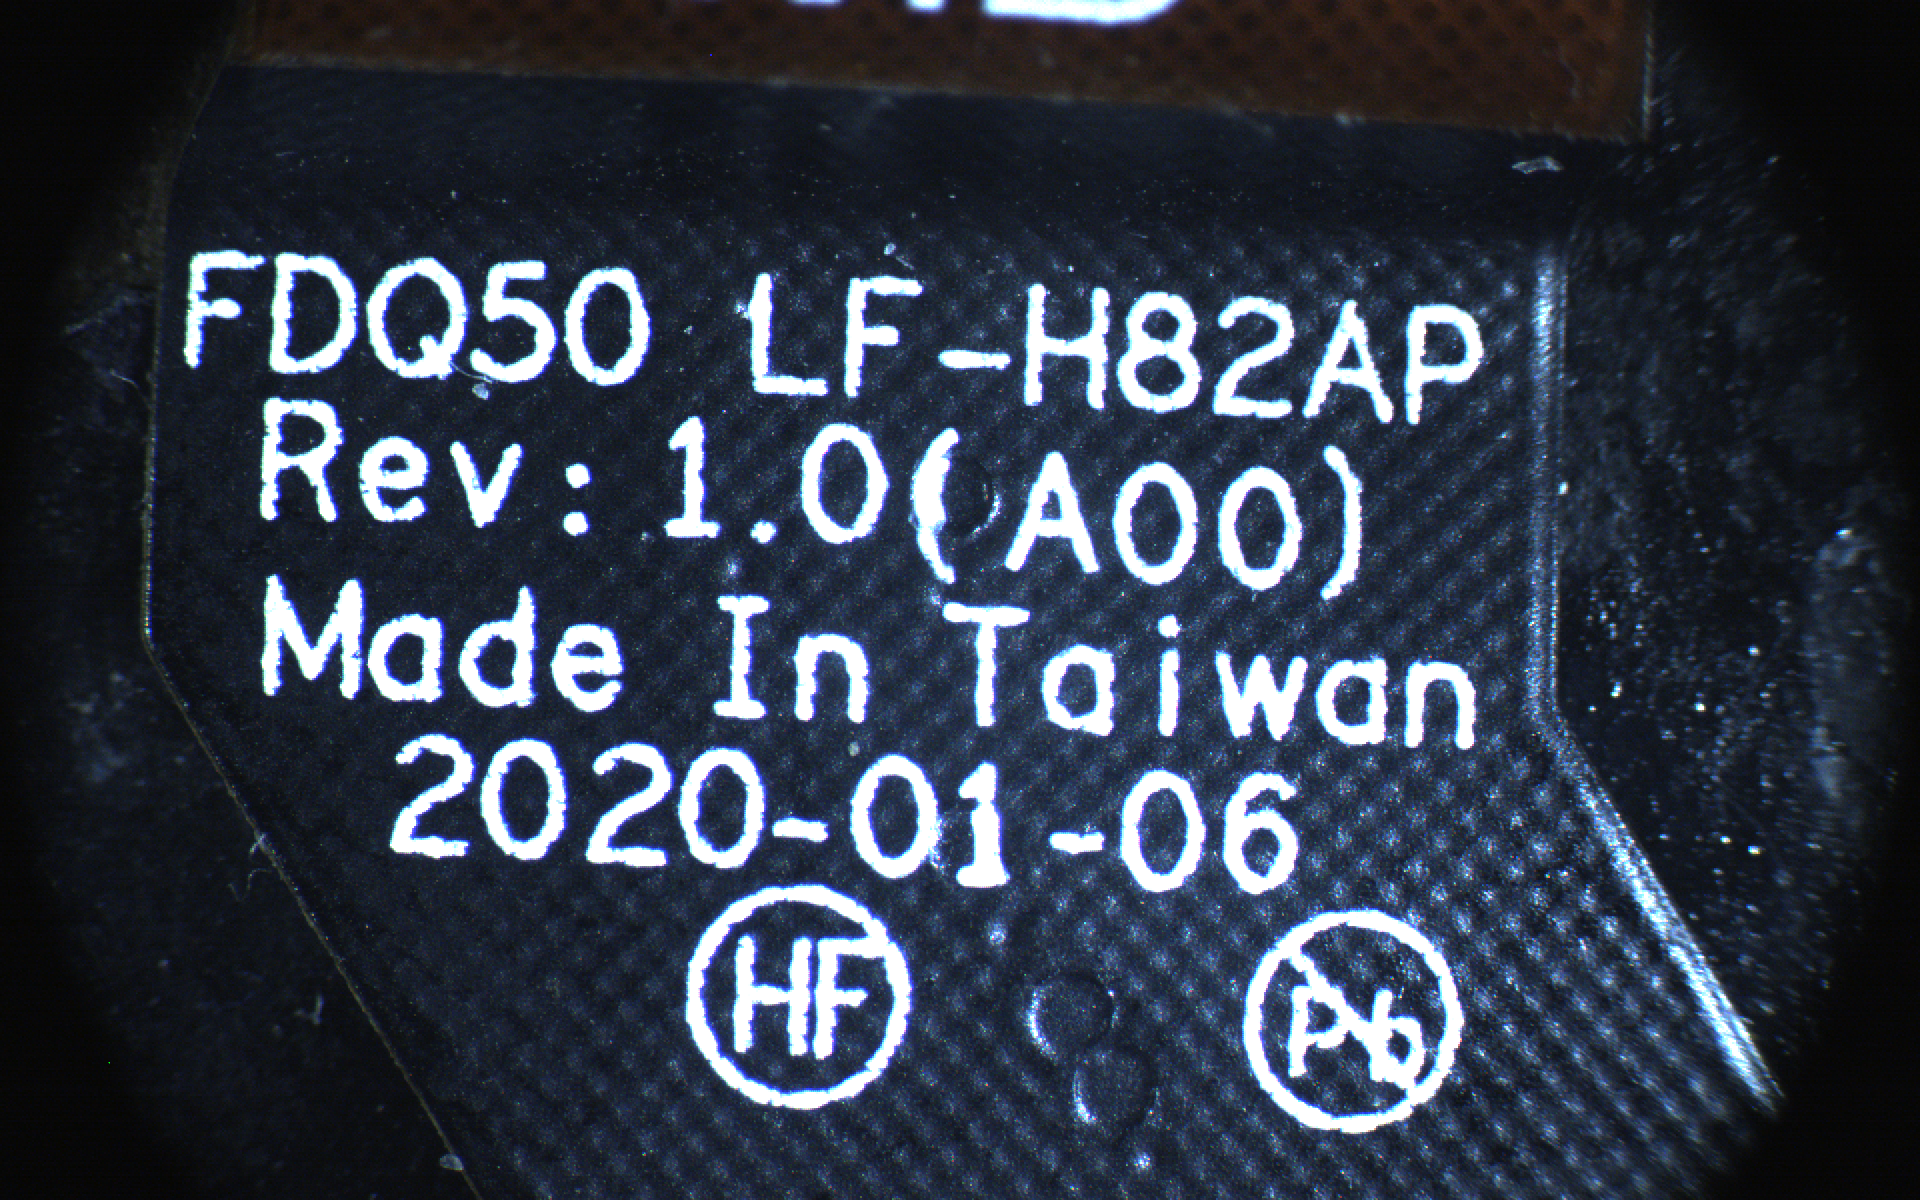 FDQ50 LF-H82AP
Rev: 1.0(A00)
Made In Taiwan
2020-01-06
HF
Pb